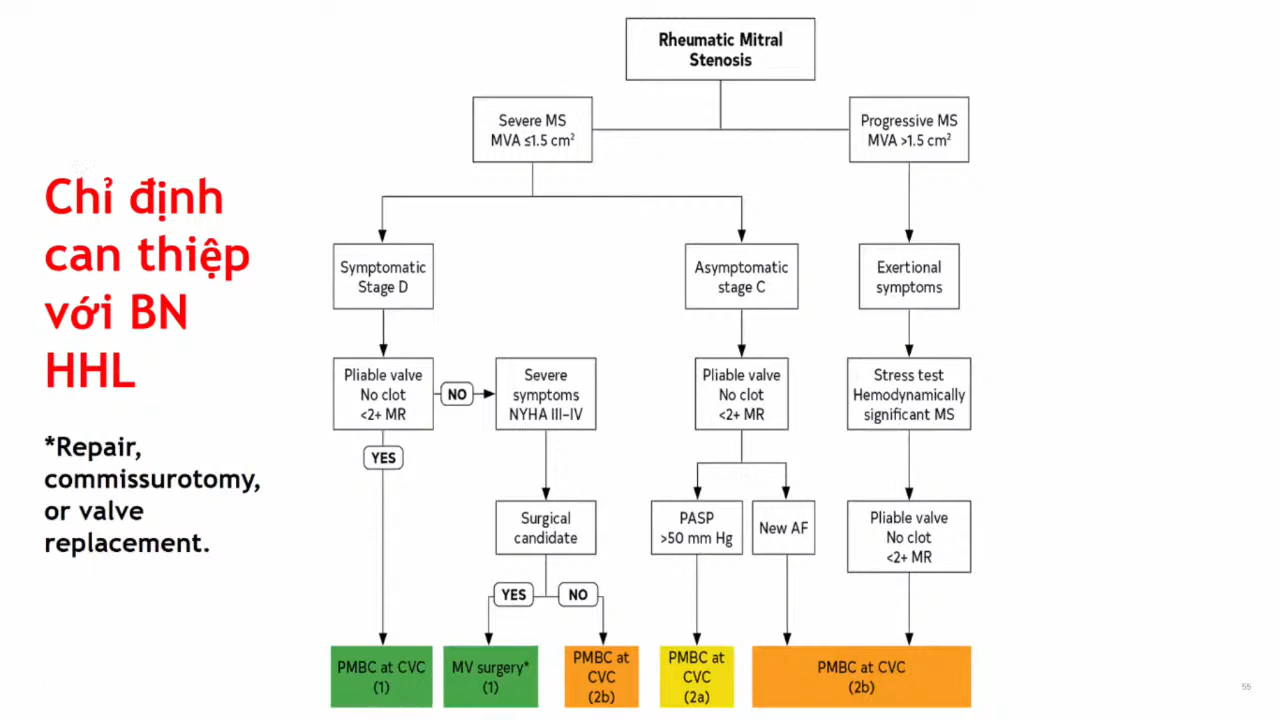 Chỉ định
can thiệp
với BN
HHL
*Repair,
commissurotomy,
or valve
replacement.
Rheumatic Mitral
Stenosis
Severe MS
MVA ≤1.5 cm²
Progressive MS
MVA >1.5 cm²
Symptomatic
Stage D
Asymptomatic
stage C
Exertional
symptoms
Pliable valve
No clot
<2+ MR
NO
Severe
symptoms
NYHA III–IV
Pliable valve
No clot
<2+ MR
Stress test
Hemodynamically
significant MS
YES
Surgical
candidate
PASP
>50 mm Hg
New AF
Pliable valve
No clot
<2+ MR
YES
NO
PMBC at CVC
(1)
MV surgery*
(1)
PMBC at
CVC
(2b)
PMBC at
CVC
(2a)
PMBC at CVC
(2b)
55